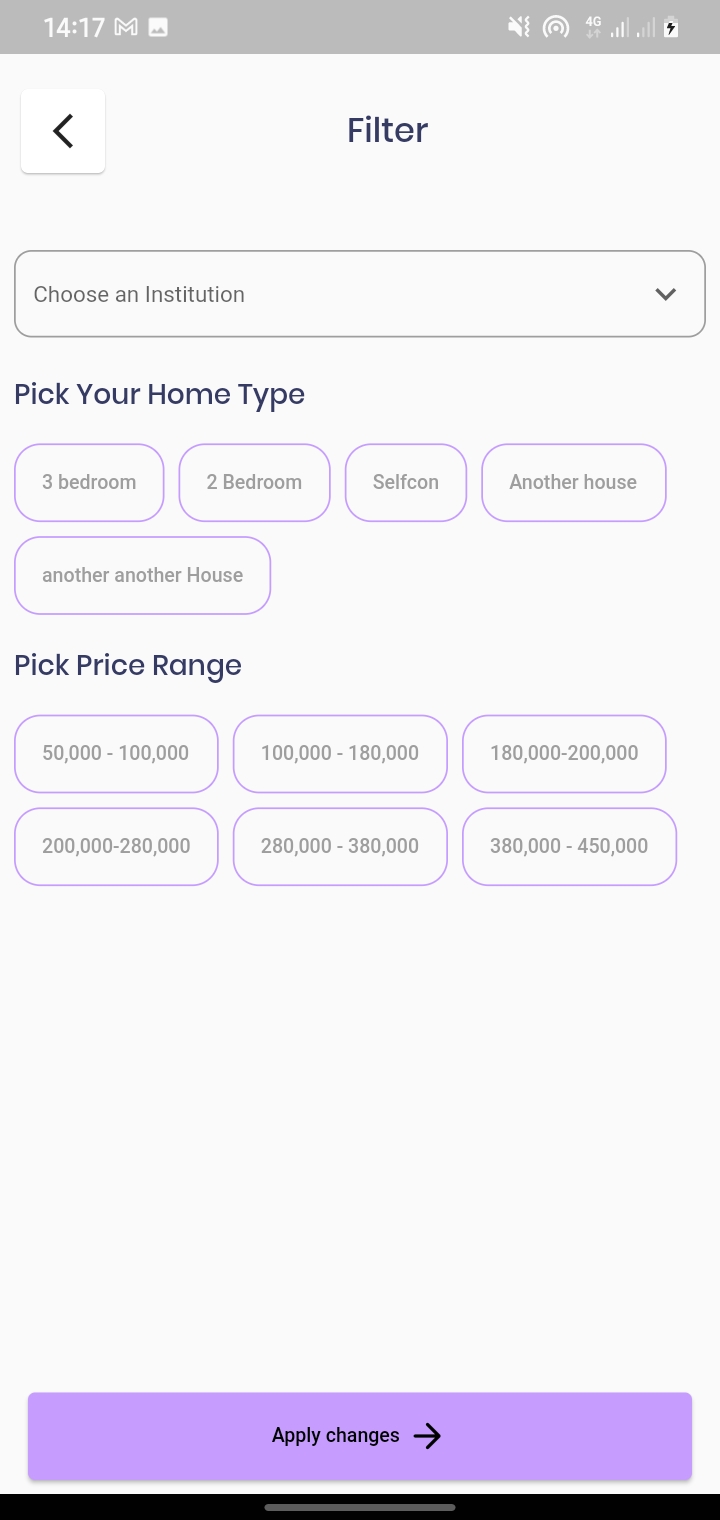 14:17 4G
Filter
Choose an Institution
Pick Your Home Type
3 bedroom 2 Bedroom Selfcon Another house
another another House
Pick Price Range
50,000 - 100,000 100,000 - 180,000 180,000-200,000
200,000-280,000 280,000 - 380,000 380,000 - 450,000
Apply changes